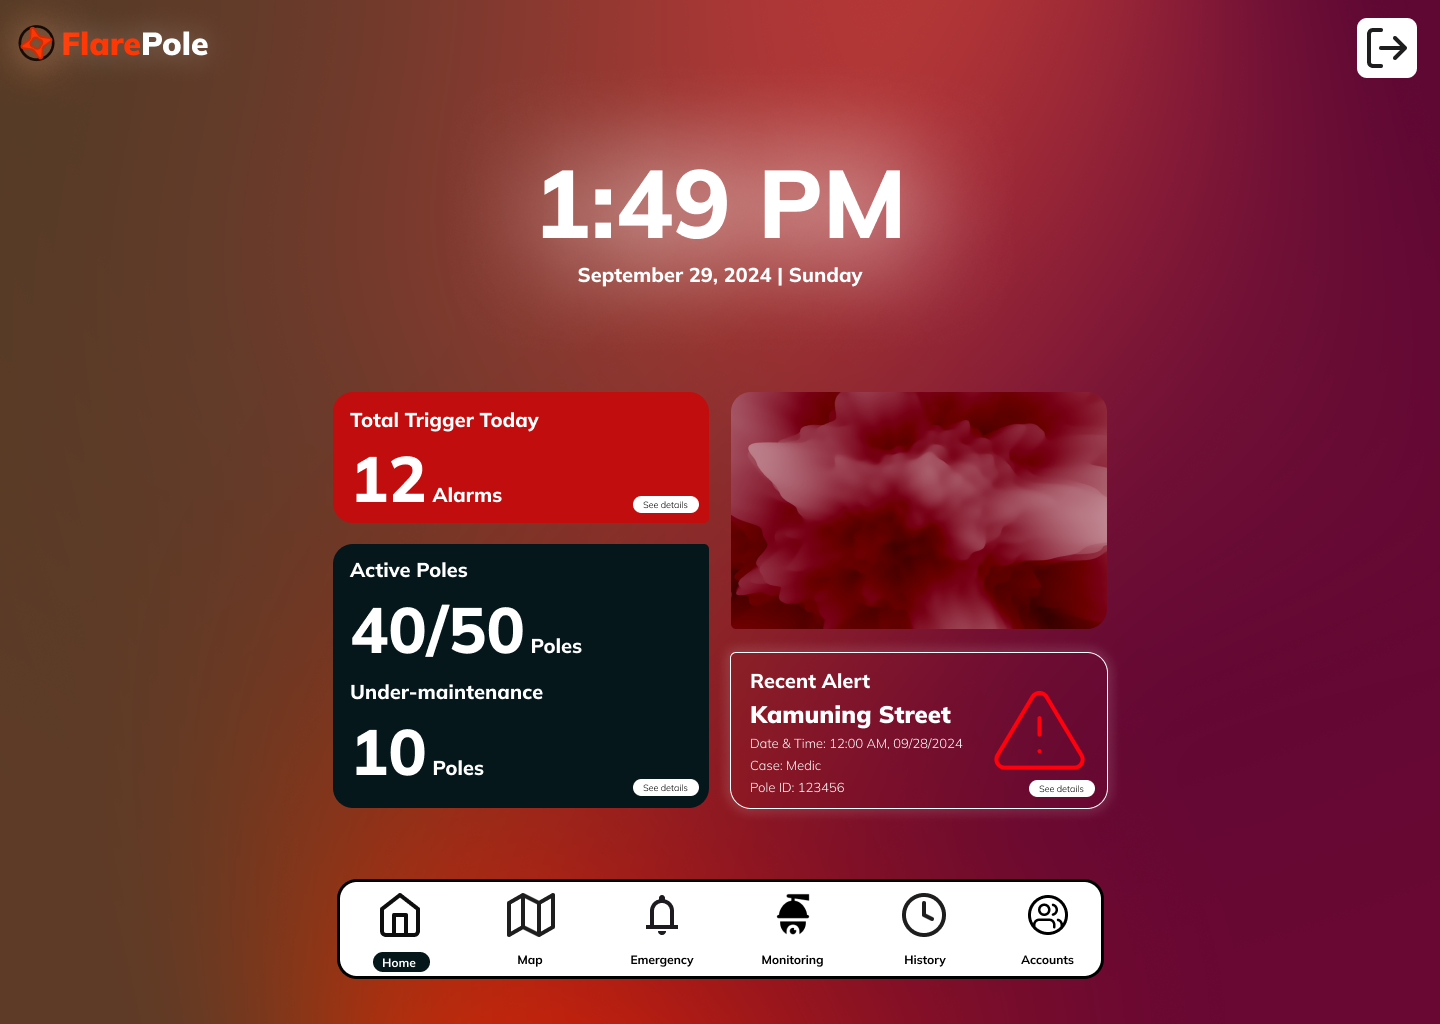 FlarePole
1:49 PM
September 29, 2024 | Sunday
Total Trigger Today
12 Alarms
See details
Active Poles
40/50 Poles
Under-maintenance
10 Poles
See details
Recent Alert
Kamuning Street
Date & Time: 12:00 AM, 09/28/2024
Case: Medic
Pole ID: 123456
See details
Home
Map
Emergency
Monitoring
History
Accounts